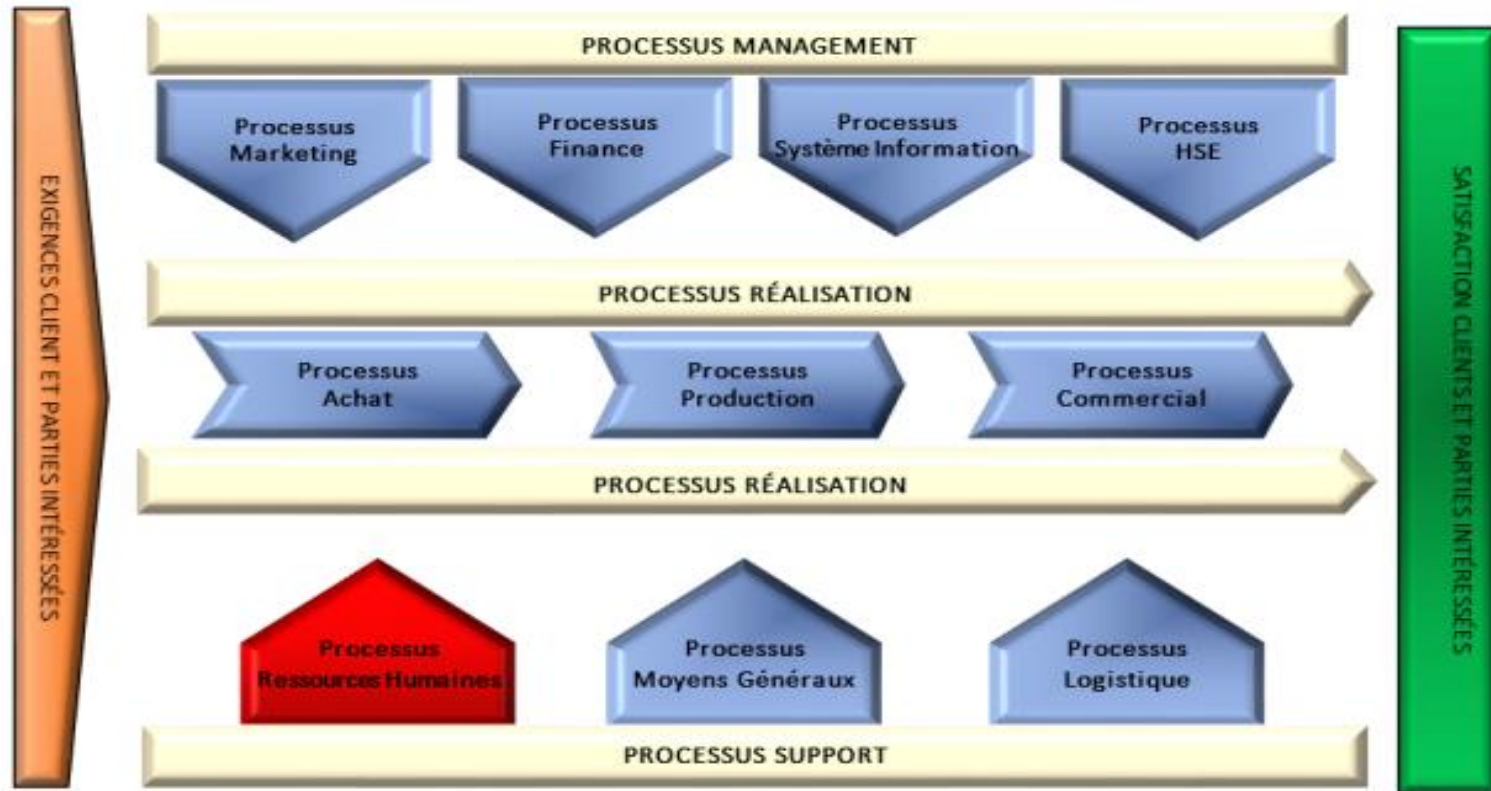 EXIGENCES CLIENT ET PARTIES INTÉRESSÉES
PROCESSUS MANAGEMENT
Processus
Marketing
Processus
Finance
Processus
Système Information
Processus
HSE
PROCESSUS RÉALISATION
Processus
Achat
Processus
Production
Processus
Commercial
PROCESSUS RÉALISATION
Processus
Ressources Humaines
Processus
Moyens Généraux
Processus
Logistique
PROCESSUS SUPPORT
SATISFACTION CLIENTS ET PARTIES INTÉRESSÉES